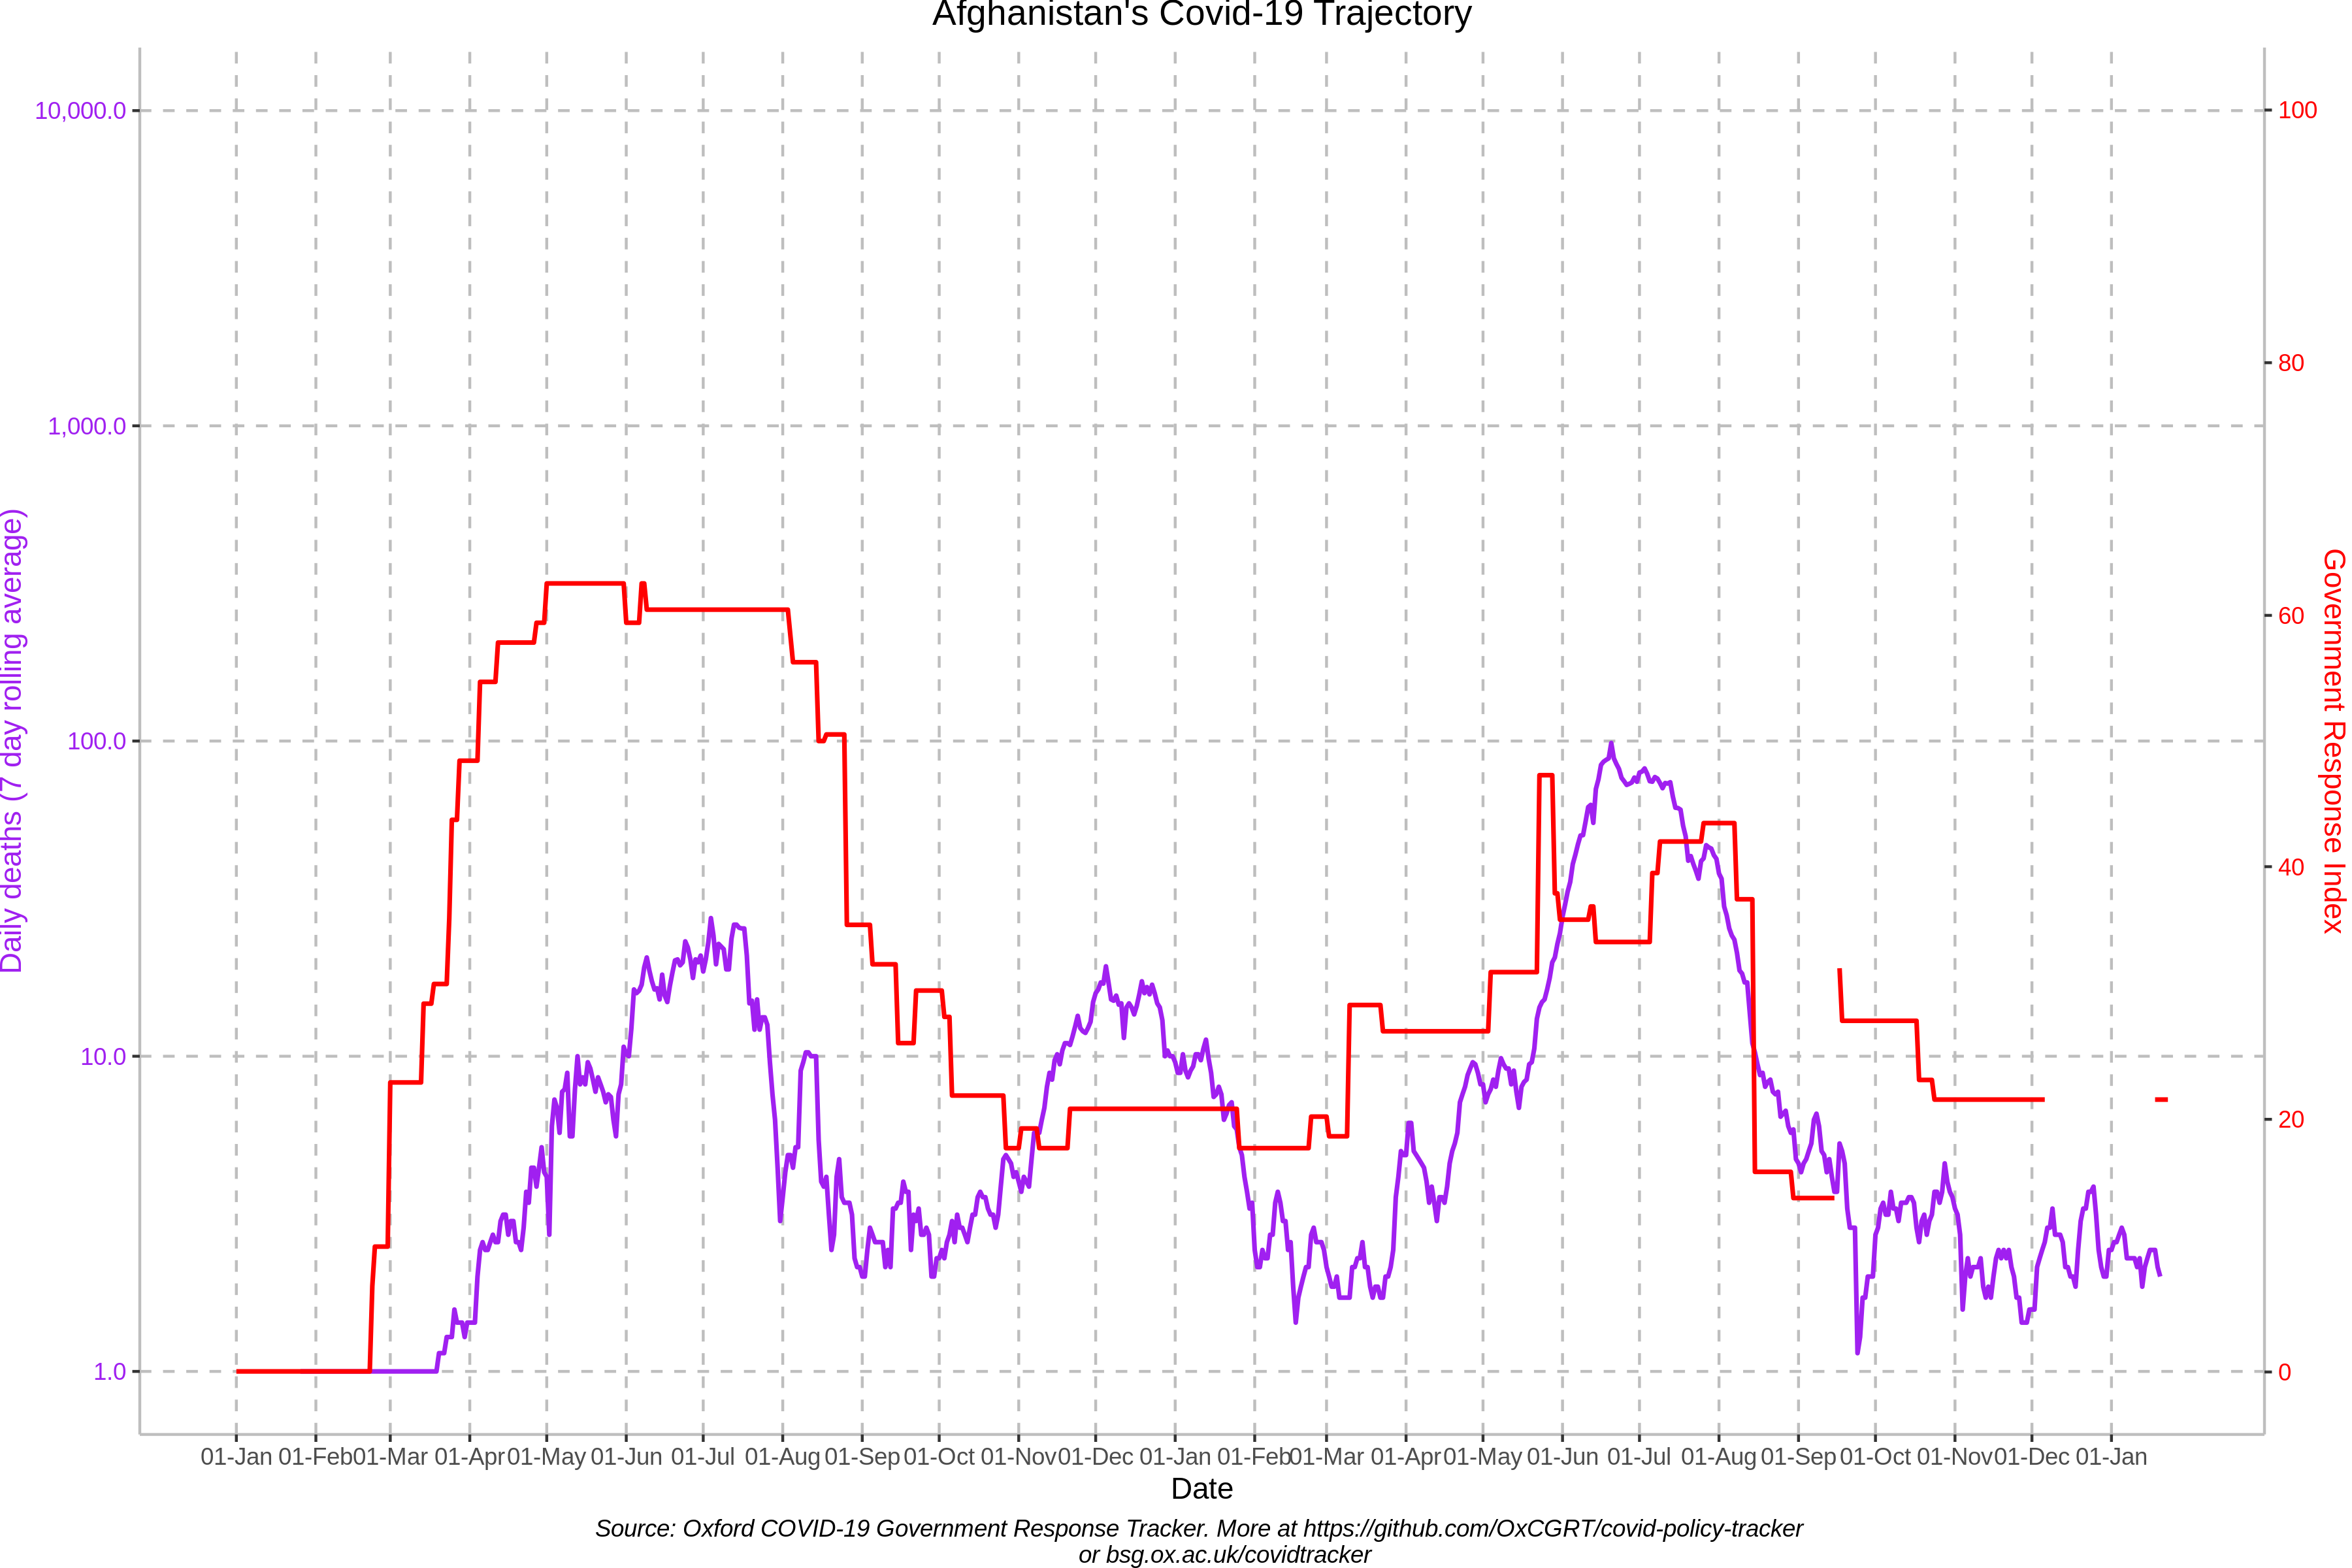 Afghanistan's Covid-19 Trajectory
10,000.0
1,000.0
100.0
10.0
1.0
Daily deaths (7 day rolling average)
100
80
60
40
20
0
Government Response Index
01-Jan 01-Feb 01-Mar 01-Apr 01-May 01-Jun 01-Jul 01-Aug 01-Sep 01-Oct 01-Nov 01-Dec 01-Jan 01-Feb 01-Mar 01-Apr 01-May 01-Jun 01-Jul 01-Aug 01-Sep 01-Oct 01-Nov 01-Dec 01-Jan
Date
Source: Oxford COVID-19 Government Response Tracker. More at https://github.com/OxCGRT/covid-policy-tracker
or bsg.ox.ac.uk/covidtracker